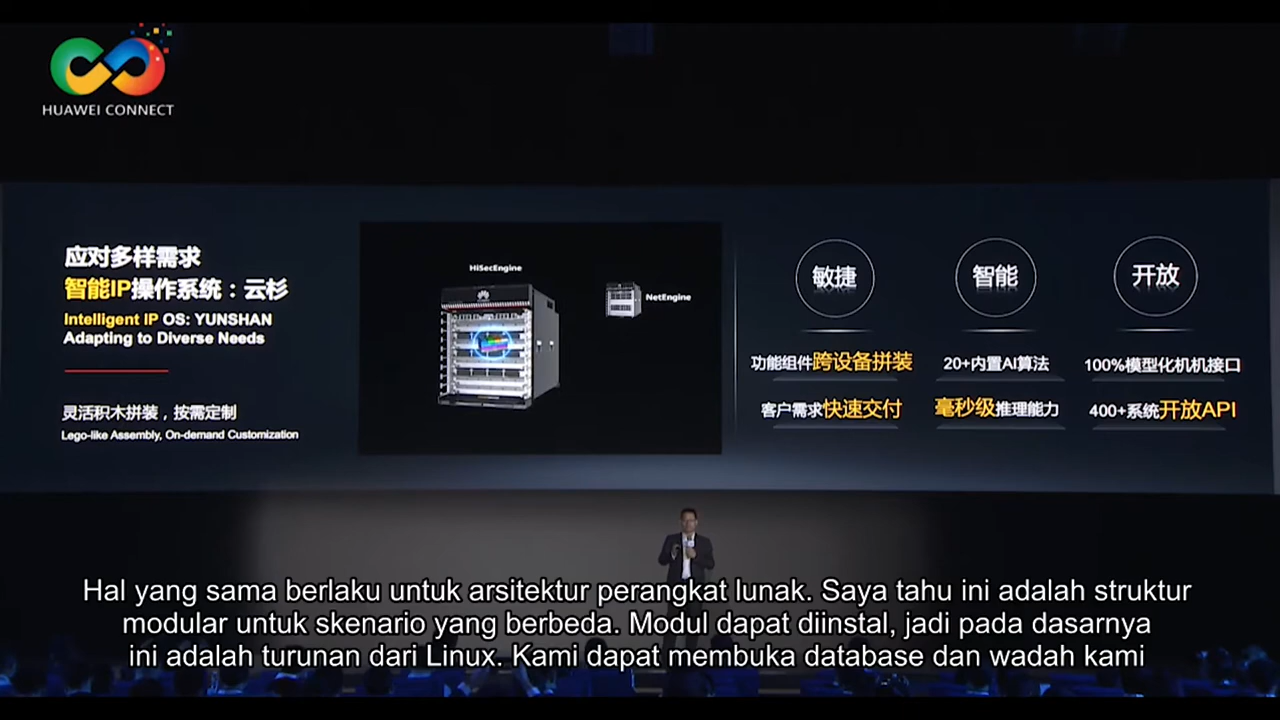 HUAWEI CONNECT
应对多样需求
智能IP操作系统：云杉
Intelligent IP OS: YUNSHAN
Adapting to Diverse Needs
灵活积木拼装，按需定制
Lego-like Assembly, On-demand Customization
HiSecEngine
NetEngine
敏捷
功能组件跨设备拼装
客户需求快速交付
智能
20+内置AI算法
毫秒级推理能力
开放
100%模型化机机接口
400+系统开放API
Hal yang sama berlaku untuk arsitektur perangkat lunak. Saya tahu ini adalah struktur
modular untuk skenario yang berbeda. Modul dapat diinstal, jadi pada dasarnya
ini adalah turunan dari Linux. Kami dapat membuka database dan wadah kami